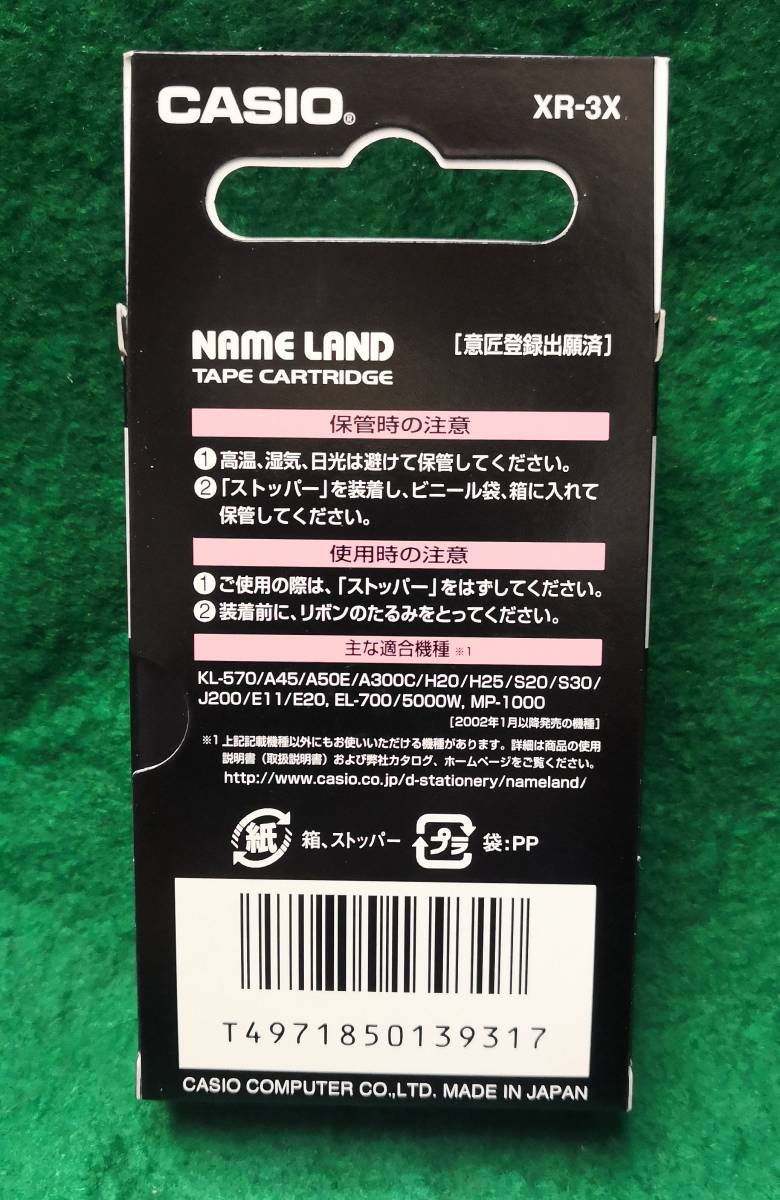 CASIO®
XR-3X
NAME LAND
TAPE CARTRIDGE
[意匠登録出願済]
保管時の注意
① 高温、湿気、日光は避けて保管してください。
② 「ストッパー」を装着し、ビニール袋、箱に入れて
保管してください。
使用時の注意
① ご使用の際は、「ストッパー」をはずしてください。
② 装着前に、リボンのたるみをとってください。
主な適合機種 ※1
KL-570/A45/A50E/A300C/H20/H25/S20/S30/
J200/E11/E20, EL-700/5000W, MP-1000
[2002年1月以降発売の機種]
※1 上記記載機種以外にもお使いいただける機種があります。詳細は商品の使用
説明書（取扱説明書）および弊社カタログ、ホームページをご覧ください。
http://www.casio.co.jp/d-stationery/nameland/
紙 箱、ストッパー プラ 袋:PP
T4971850139317
CASIO COMPUTER CO.,LTD. MADE IN JAPAN